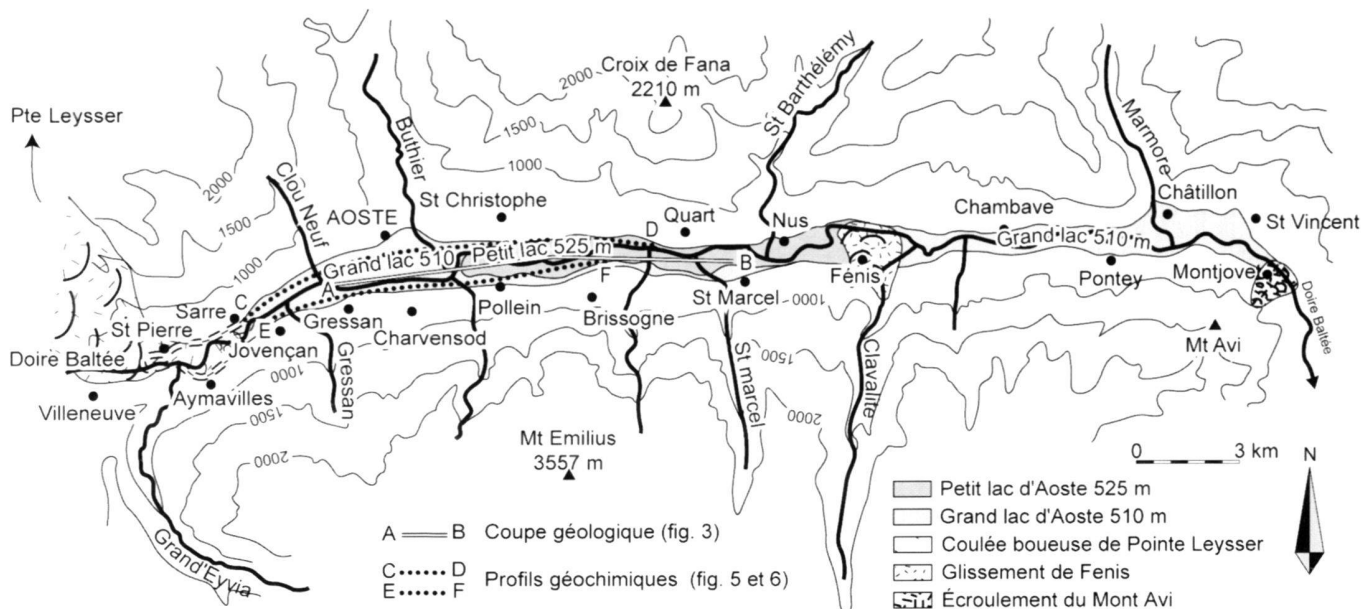 Croix de Fana
2210 m
2000
1500
1000
Pte Leysser
2000
1500
1000
Clou Neuf
Buthier
St Barthélémy
Marmore
AOSTE
St Christophe
Quart
Nus
Chambave
Châtillon
St Vincent
Grand lac 510
Petit lac 525 m
Grand lac 510 m
C
D
A
B
E
F
Sarre
St Pierre
Jovençan
Gressan
Charvensod
Pollein
Brissogne
St Marcel
1000
Fénis
Pontey
Montjovet
Doire Baltée
Doire Baltée
Villeneuve
Aymavilles
1000
1500
2000
Gressan
St marcel
Clavalite
1500
2000
Mt Avi
Mt Emilius
3557 m
Grand'Eyvia
0 3 km
N
A B Coupe géologique (fig. 3)
C D
E F Profils géochimiques (fig. 5 et 6)
Petit lac d'Aoste 525 m
Grand lac d'Aoste 510 m
Coulée boueuse de Pointe Leysser
Glissement de Fenis
Écroulement du Mont Avi